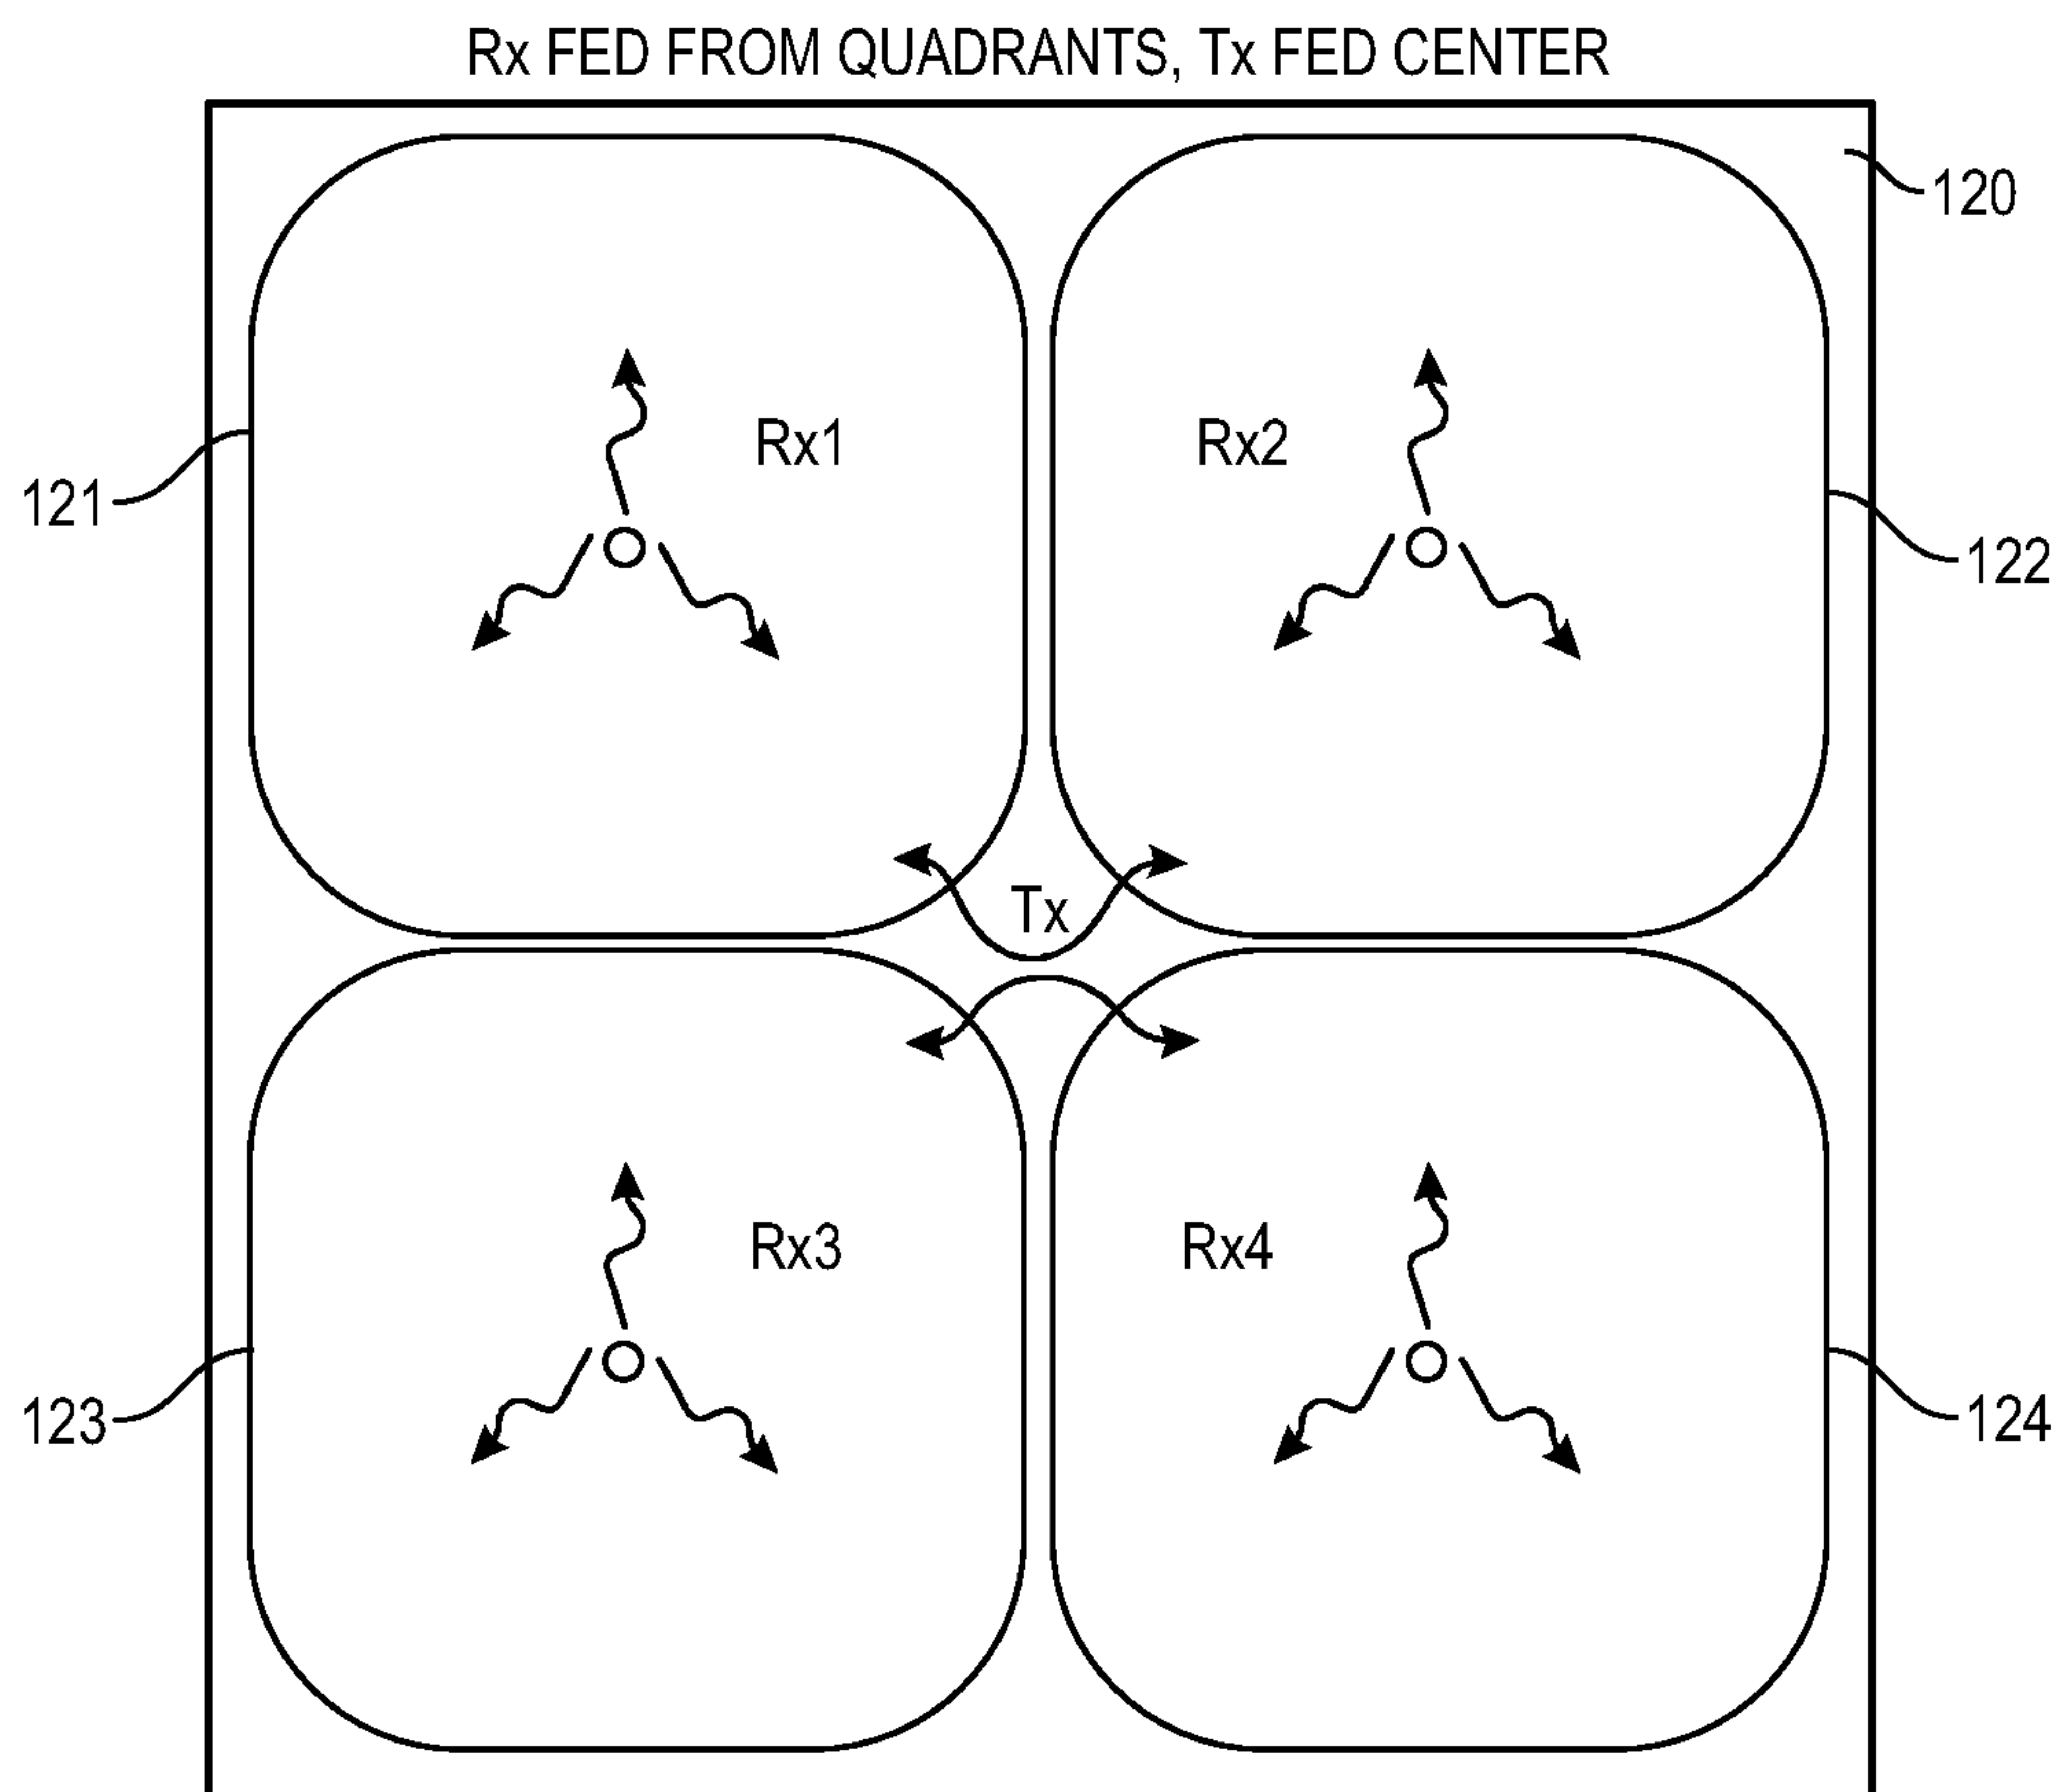 Rx FED FROM QUADRANTS, Tx FED CENTER
120
Rx1
Rx2
121
122
Tx
Rx3
Rx4
123
124